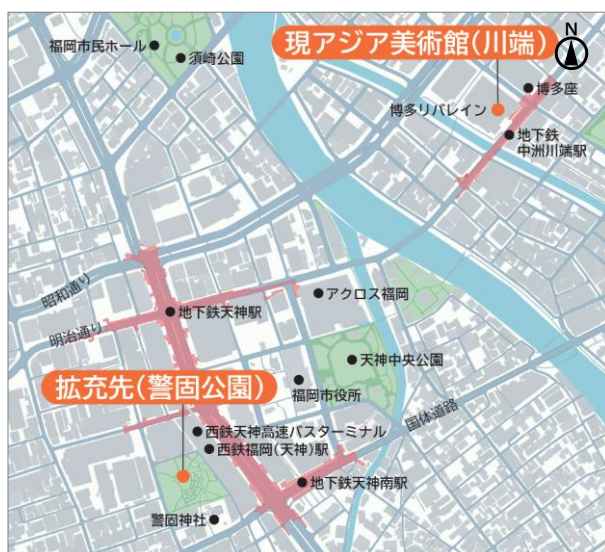 N
現アジア美術館(川端)
福岡市民ホール
須崎公園
博多座
博多リバレイン
地下鉄
中洲川端駅
昭和通り
明治通り
地下鉄天神駅
アクロス福岡
天神中央公園
拡充先(警固公園)
福岡市役所
国体道路
西鉄天神高速バスターミナル
西鉄福岡(天神)駅
地下鉄天神南駅
警固神社